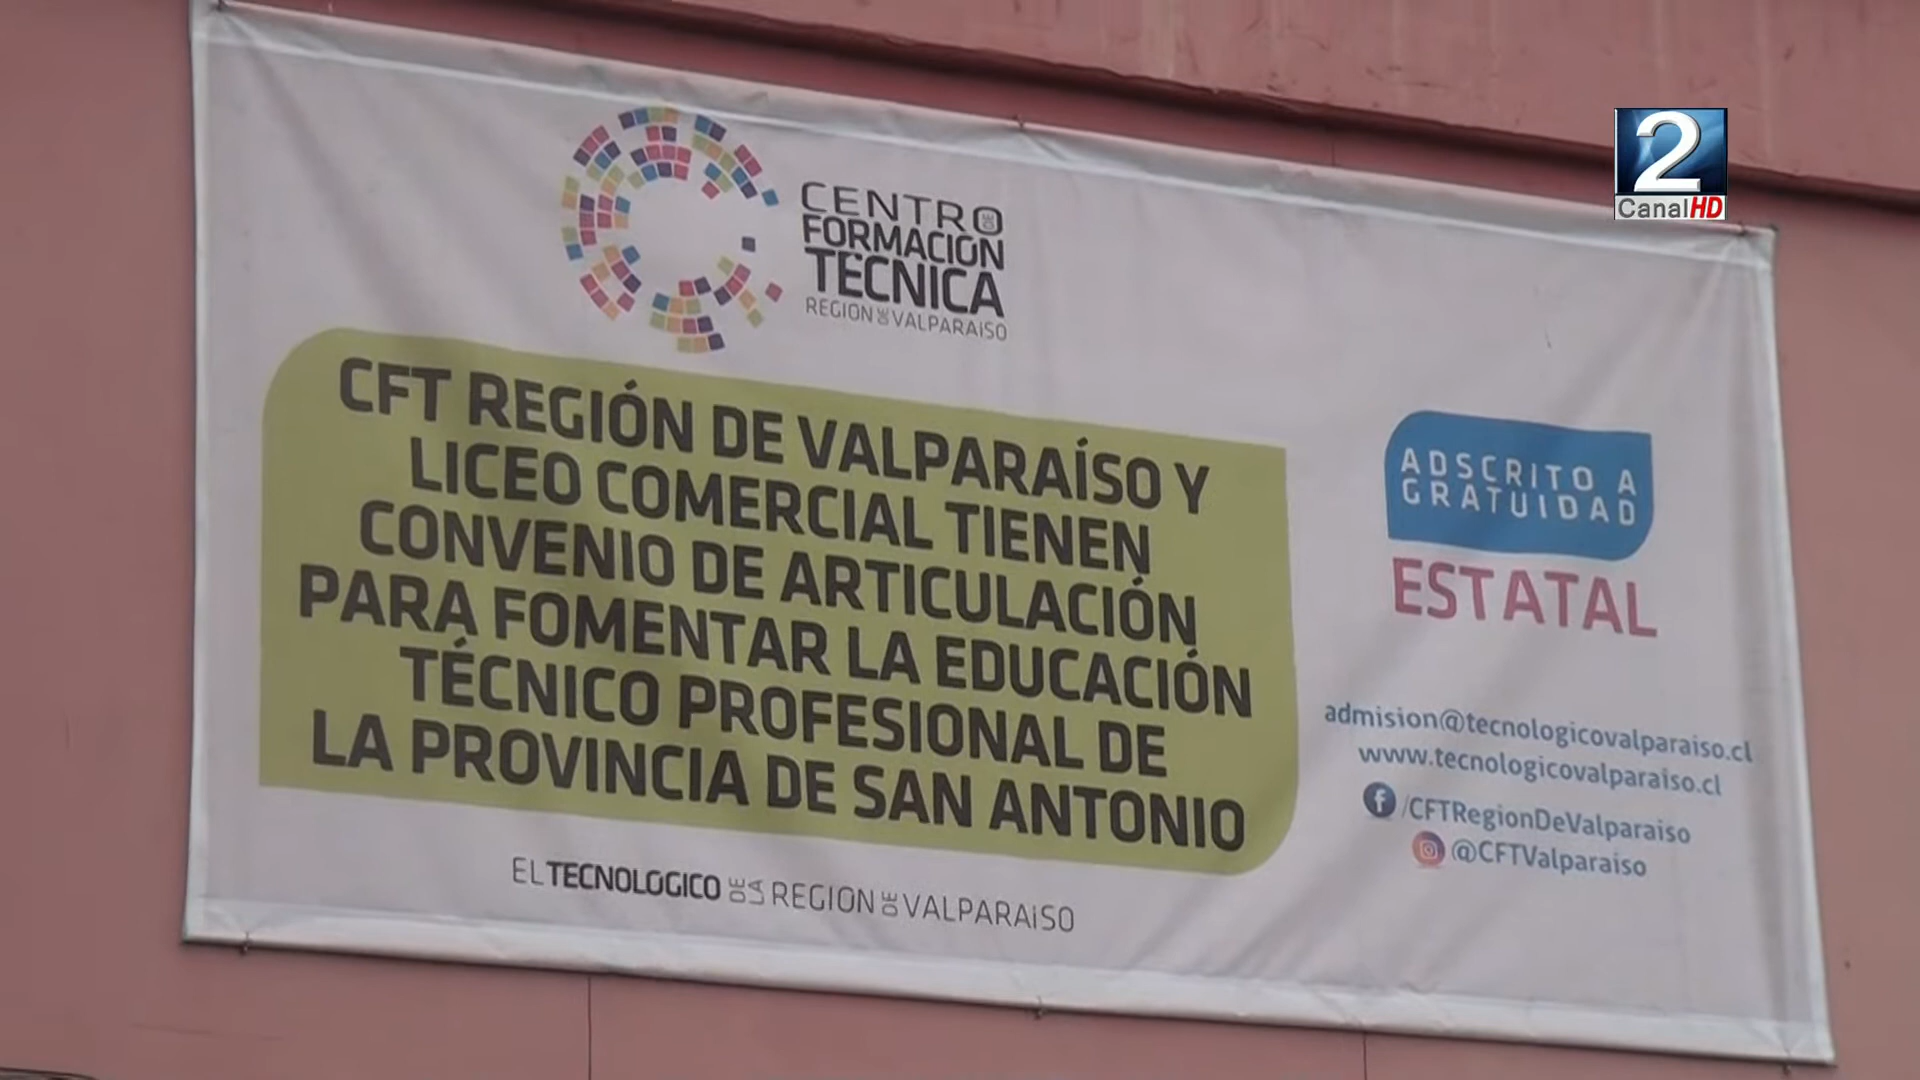 2
Canal HD
CENTRO DE
FORMACIÓN
TÉCNICA
REGION DE VALPARAíSO
CFT REGIÓN DE VALPARAÍSO Y
LICEO COMERCIAL TIENEN
CONVENIO DE ARTICULACIÓN
PARA FOMENTAR LA EDUCACIÓN
TÉCNICO PROFESIONAL DE
LA PROVINCIA DE SAN ANTONIO
EL TECNOLÓGICO DE LA REGION DE VALPARAíSO
ADSCRITO A
GRATUIDAD
ESTATAL
admision@tecnologicovalparaiso.cl
www.tecnologicovalparaiso.cl
/CFTRegionDeValparaiso
@CFTValparaiso